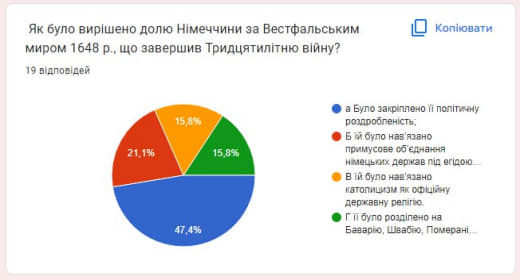 Як було вирішено долю Німеччини за Вестфальським
миром 1648 р., що завершив Тридцятилітню війну?
Копіювати
19 відповідей
15,8%
21,1%
15,8%
47,4%
а Було закріплено її політичну
роздробленість;
Б їй було нав'язано
примусове об'єднання
німецьких держав під егідою…
В їй було нав'язано
католицизм як офіційну
державну релігію.
Г її було розділено на
Баварію, Швабію, Померані…